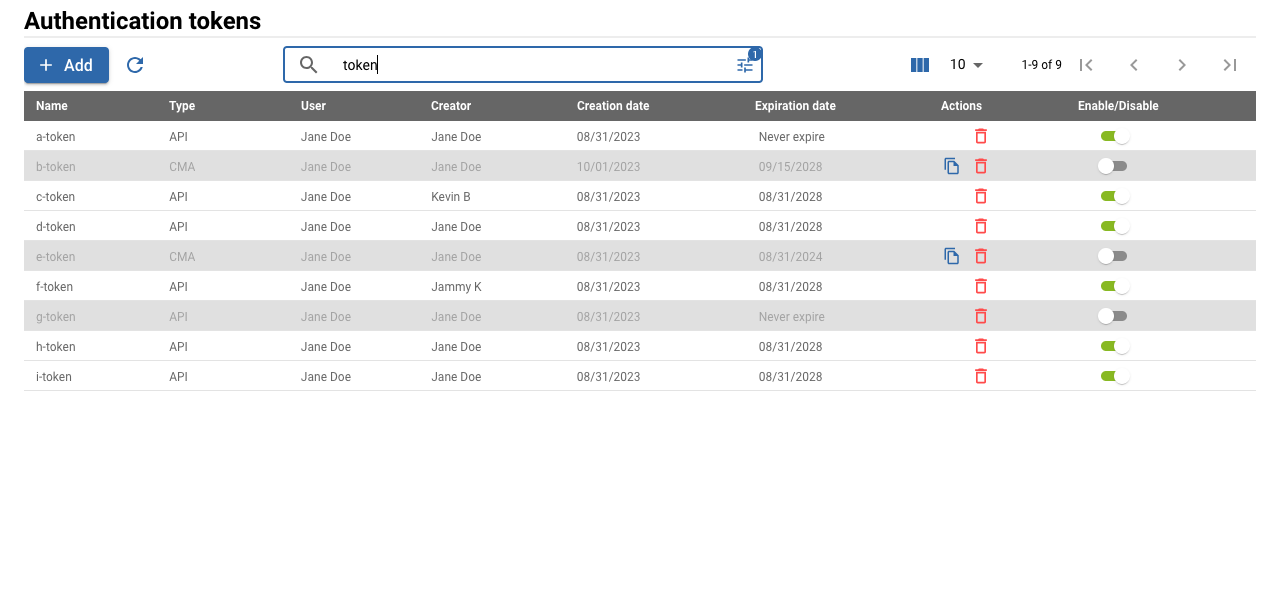 Authentication tokens
Add token 1 10 1-9 of 9
Name Type User Creator Creation date Expiration date Actions Enable/Disable
a-token API Jane Doe Jane Doe 08/31/2023 Never expire
b-token CMA Jane Doe Jane Doe 10/01/2023 09/15/2028
c-token API Jane Doe Kevin B 08/31/2023 08/31/2028
d-token API Jane Doe Jane Doe 08/31/2023 08/31/2028
e-token CMA Jane Doe Jane Doe 08/31/2023 08/31/2024
f-token API Jane Doe Jammy K 08/31/2023 08/31/2028
g-token API Jane Doe Jane Doe 08/31/2023 Never expire
h-token API Jane Doe Jane Doe 08/31/2023 08/31/2028
i-token API Jane Doe Jane Doe 08/31/2023 08/31/2028